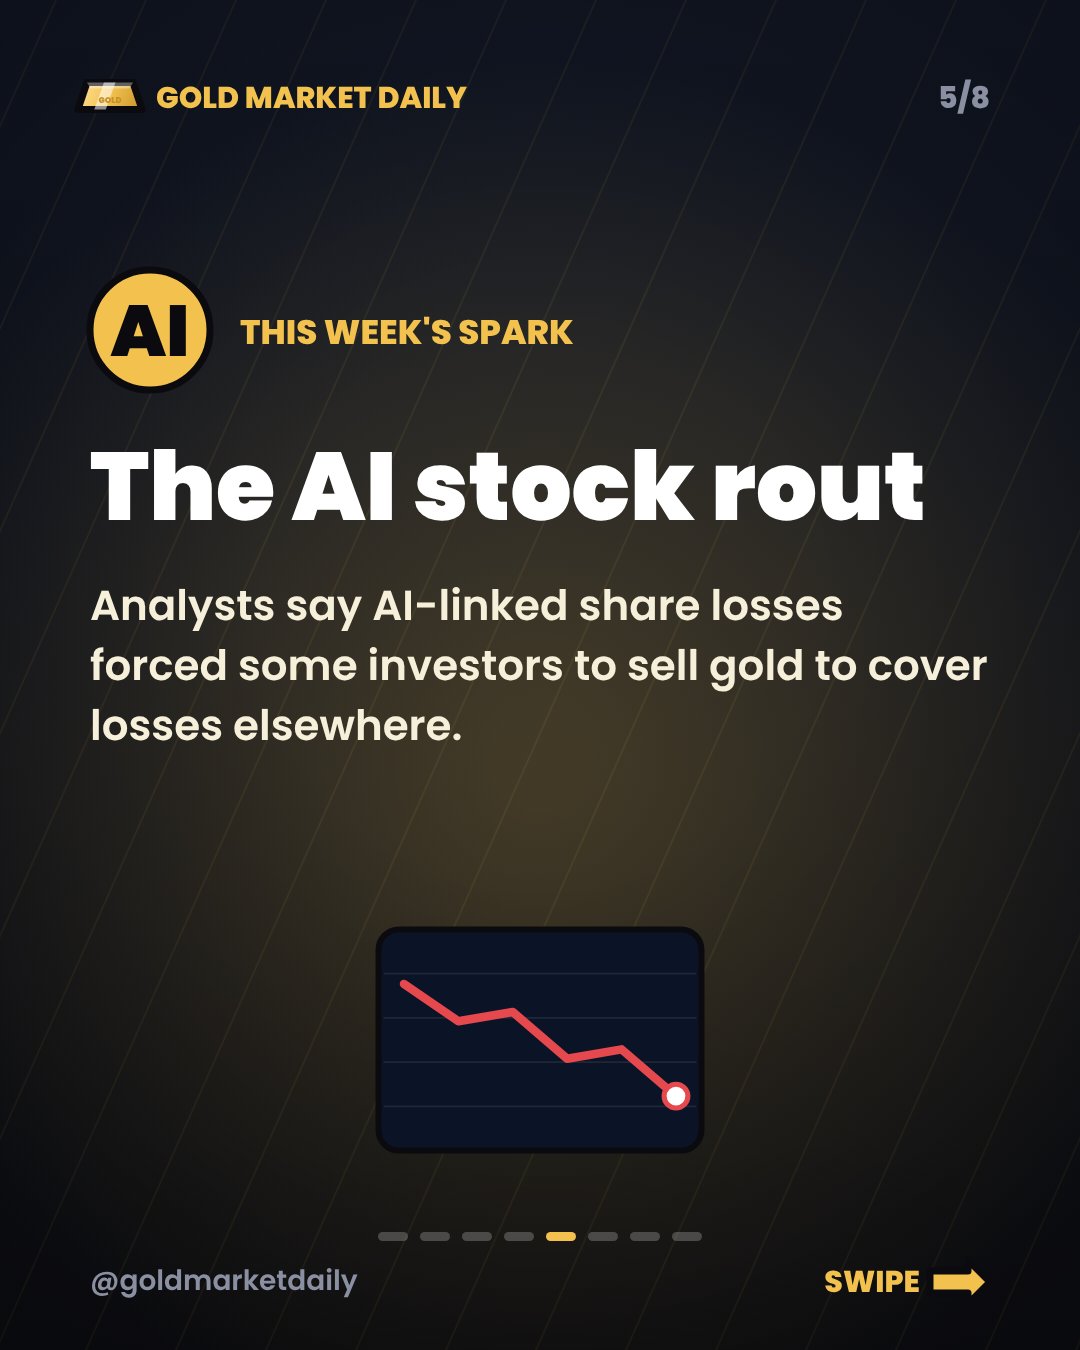 GOLD
GOLD MARKET DAILY
5/8
AI
THIS WEEK'S SPARK
The AI stock rout
Analysts say AI-linked share losses
forced some investors to sell gold to cover
losses elsewhere.
@goldmarketdaily
SWIPE